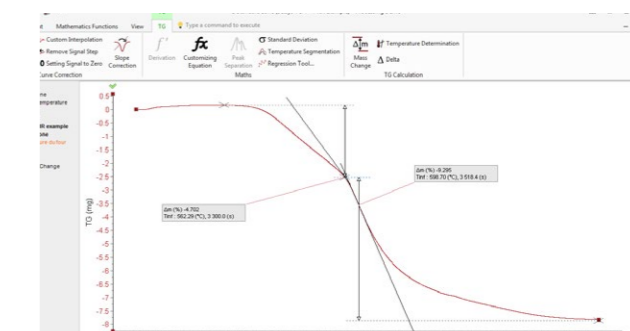 Mathematics Functions View TG Type a command to execute
Custom Interpolation
Remove Signal Step
Setting Signal to Zero
Slope Correction
Derivation
Customizing Equation
Peak Separation
Standard Deviation
Temperature Segmentation
Regression Tool...
Mass Change
Temperature Determination
Δ Delta
Curve Correction
Maths
TG Calculation
example
Change
TG (mg)
0.5
0
-0.5
-1
-1.5
-2
-2.5
-3
-3.5
-4
-4.5
-5
-5.5
-6
-6.5
-7
-7.5
-8
Δm (%) -9.295
Tinf : 598.70 (°C), 3 518.4 (s)
Δm (%) -4.702
Tinf : 562.29 (°C), 3 300.0 (s)